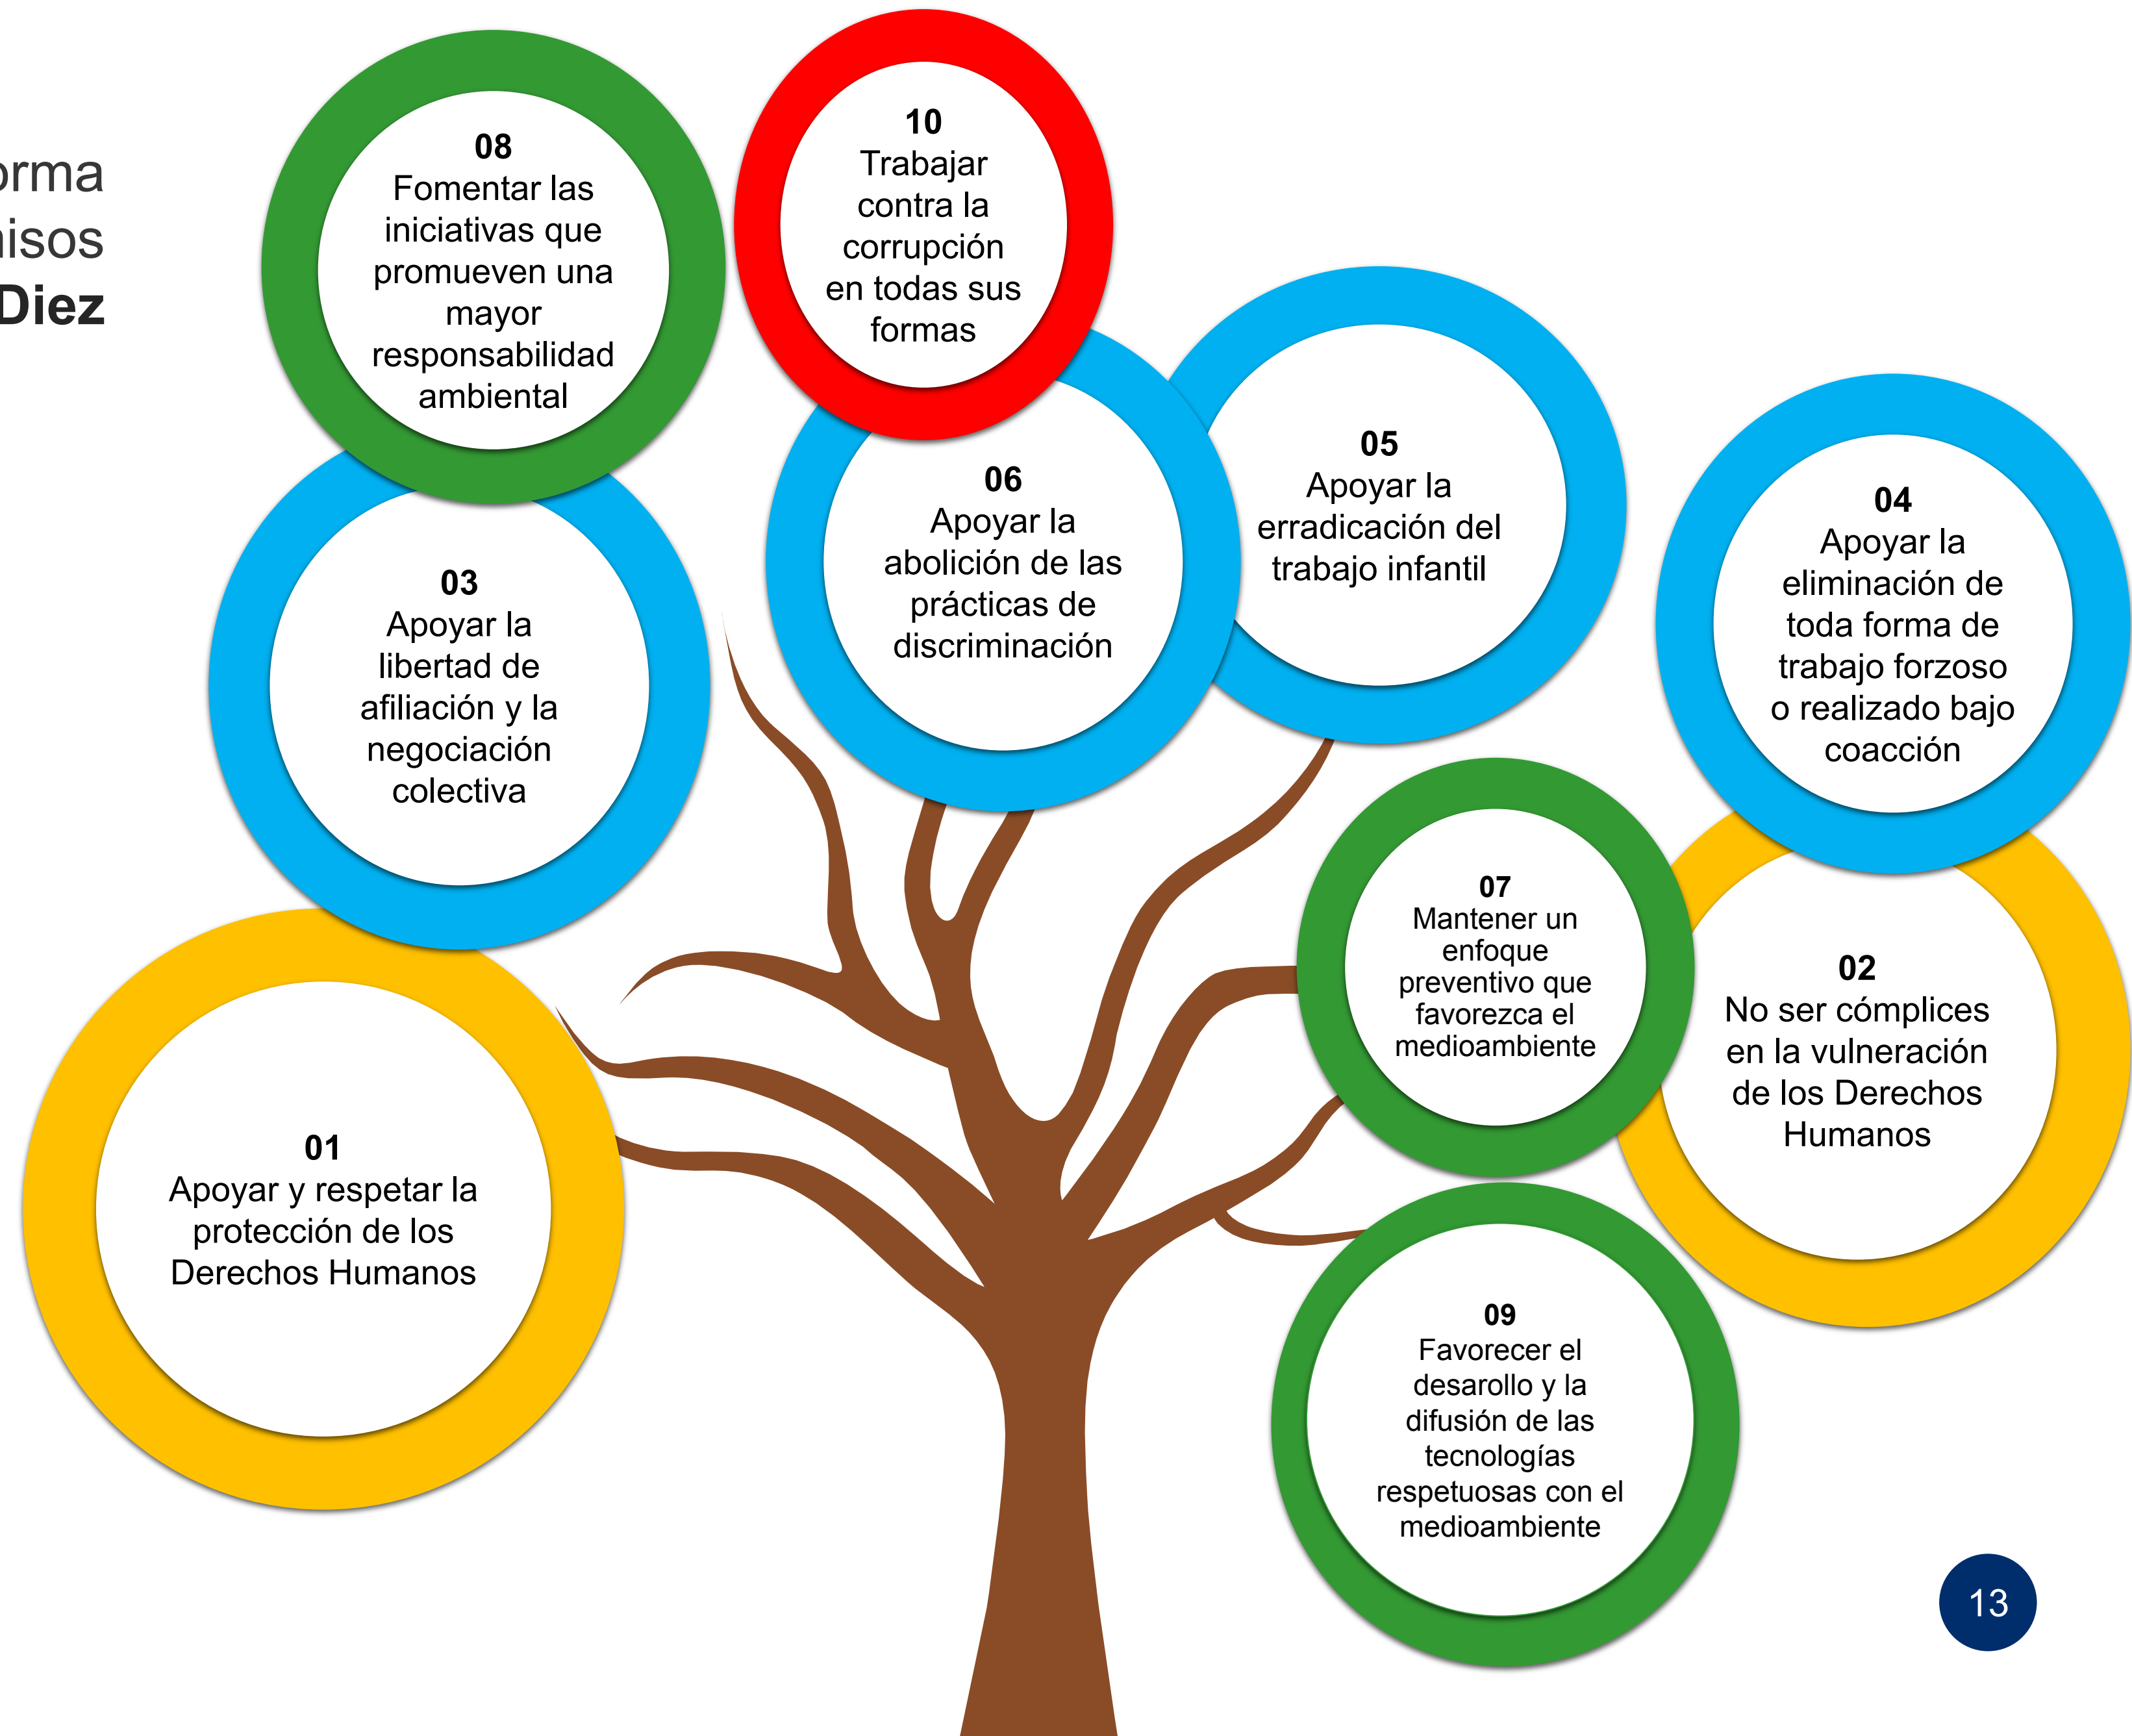 Diez
08
Fomentar las
iniciativas que
promueven una
mayor
responsabilidad
ambiental
10
Trabajar
contra la
corrupción
en todas sus
formas
03
Apoyar la
libertad de
afiliación y la
negociación
colectiva
06
Apoyar la
abolición de las
prácticas de
discriminación
05
Apoyar la
erradicación del
trabajo infantil
04
Apoyar la
eliminación de
toda forma de
trabajo forzoso
o realizado bajo
coacción
01
Apoyar y respetar la
protección de los
Derechos Humanos
07
Mantener un
enfoque
preventivo que
favorezca el
medioambiente
02
No ser cómplices
en la vulneración
de los Derechos
Humanos
09
Favorecer el
desarollo y la
difusión de las
tecnologías
respetuosas con el
medioambiente
13